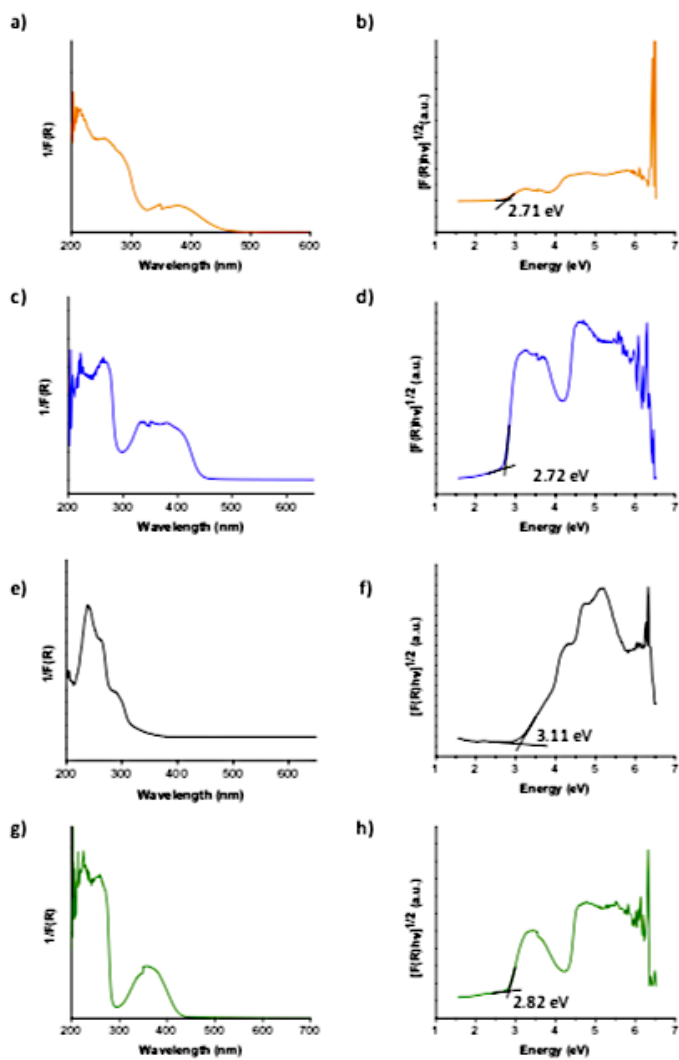 a)
1/F(R)
200 300 400 500 600
Wavelength (nm)
b)
[F(R)hν]1/2(a.u.)
2.71 eV
1 2 3 4 5 6 7
Energy (eV)
c)
1/F(R)
200 300 400 500 600
Wavelength (nm)
d)
[F(R)hν]1/2 (a.u.)
2.72 eV
1 2 3 4 5 6 7
Energy (eV)
e)
1/F(R)
200 300 400 500 600
Wavelength (nm)
f)
[F(R)hν]1/2 (a.u.)
3.11 eV
1 2 3 4 5 6 7
Energy (eV)
g)
1/F(R)
200 300 400 500 600 700
Wavelength (nm)
h)
[F(R)hν]1/2 (a.u.)
2.82 eV
1 2 3 4 5 6 7
Energy (eV)